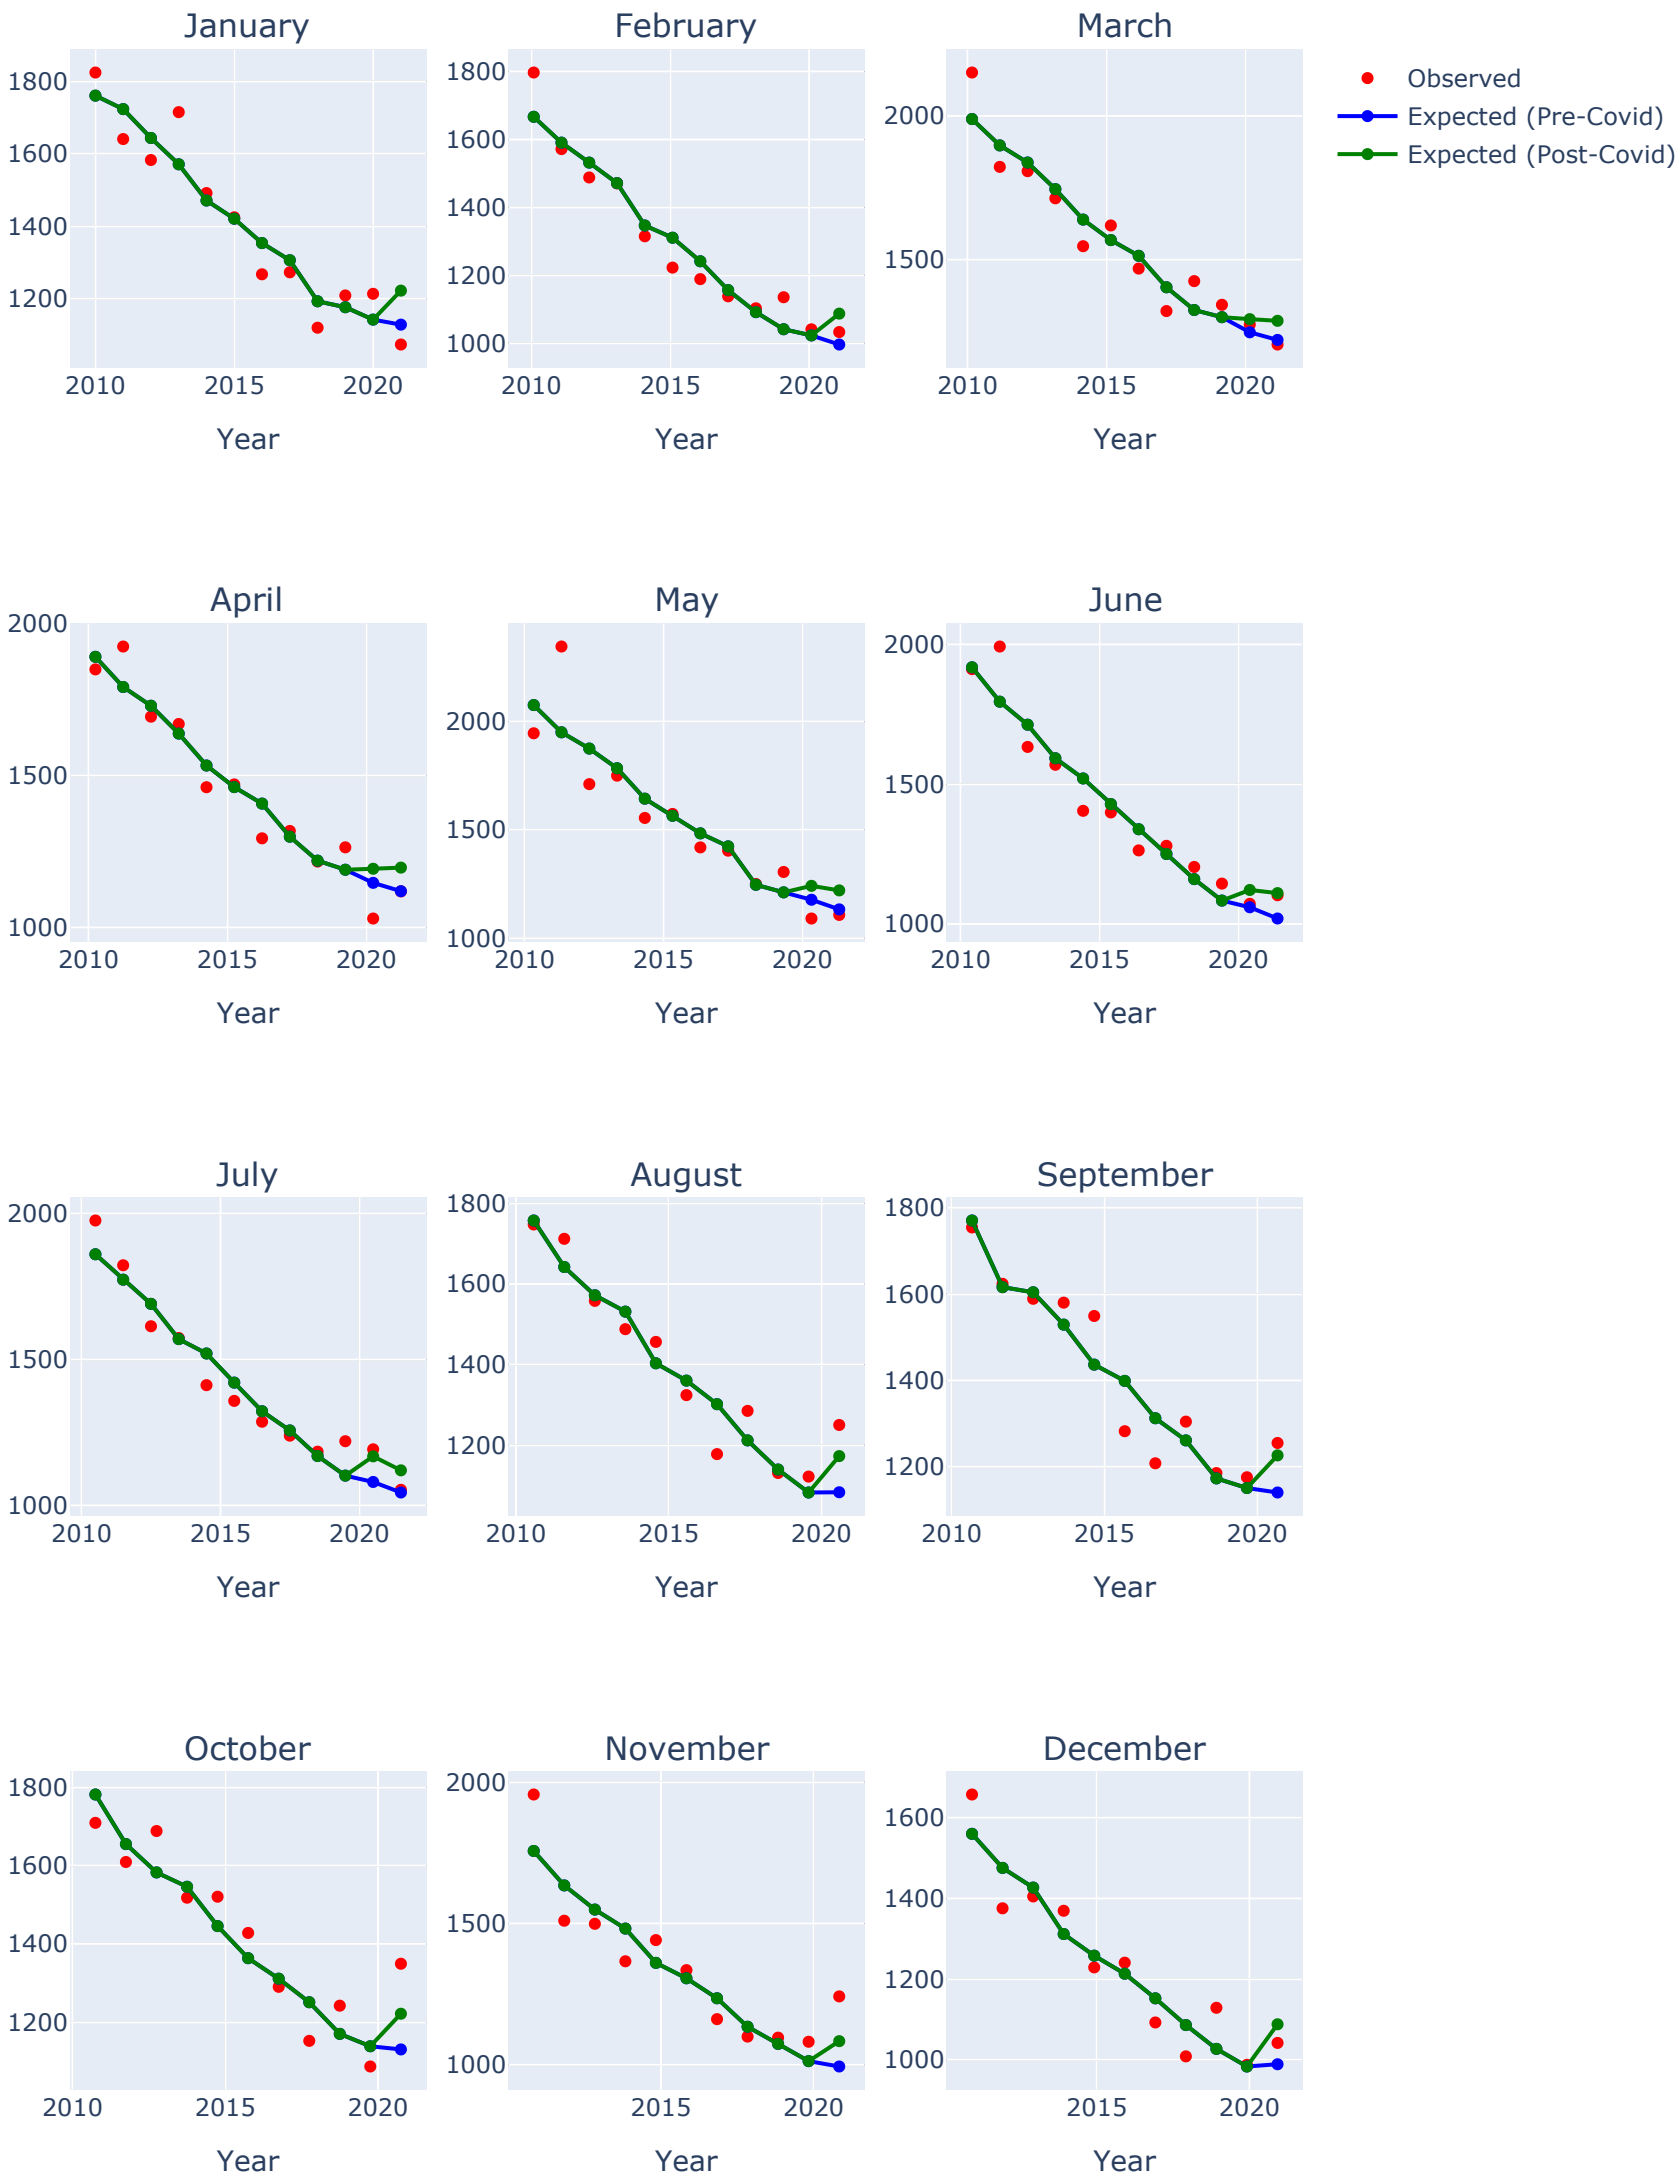 January
February
March
1800
1600
1400
1200
2010
2015
2020
Year
1800
1600
1400
1200
1000
2010
2015
2020
Year
2000
1500
2010
2015
2020
Year
Observed
Expected (Pre-Covid)
Expected (Post-Covid)
April
May
June
2000
1500
1000
2010
2015
2020
Year
2000
1500
1000
2010
2015
2020
Year
2000
1500
1000
2010
2015
2020
Year
July
August
September
2000
1500
1000
2010
2015
2020
Year
1800
1600
1400
1200
2010
2015
2020
Year
1800
1600
1400
1200
2010
2015
2020
Year
October
November
December
1800
1600
1400
1200
2010
2015
2020
Year
2000
1500
1000
2015
2020
Year
1600
1400
1200
1000
2015
2020
Year